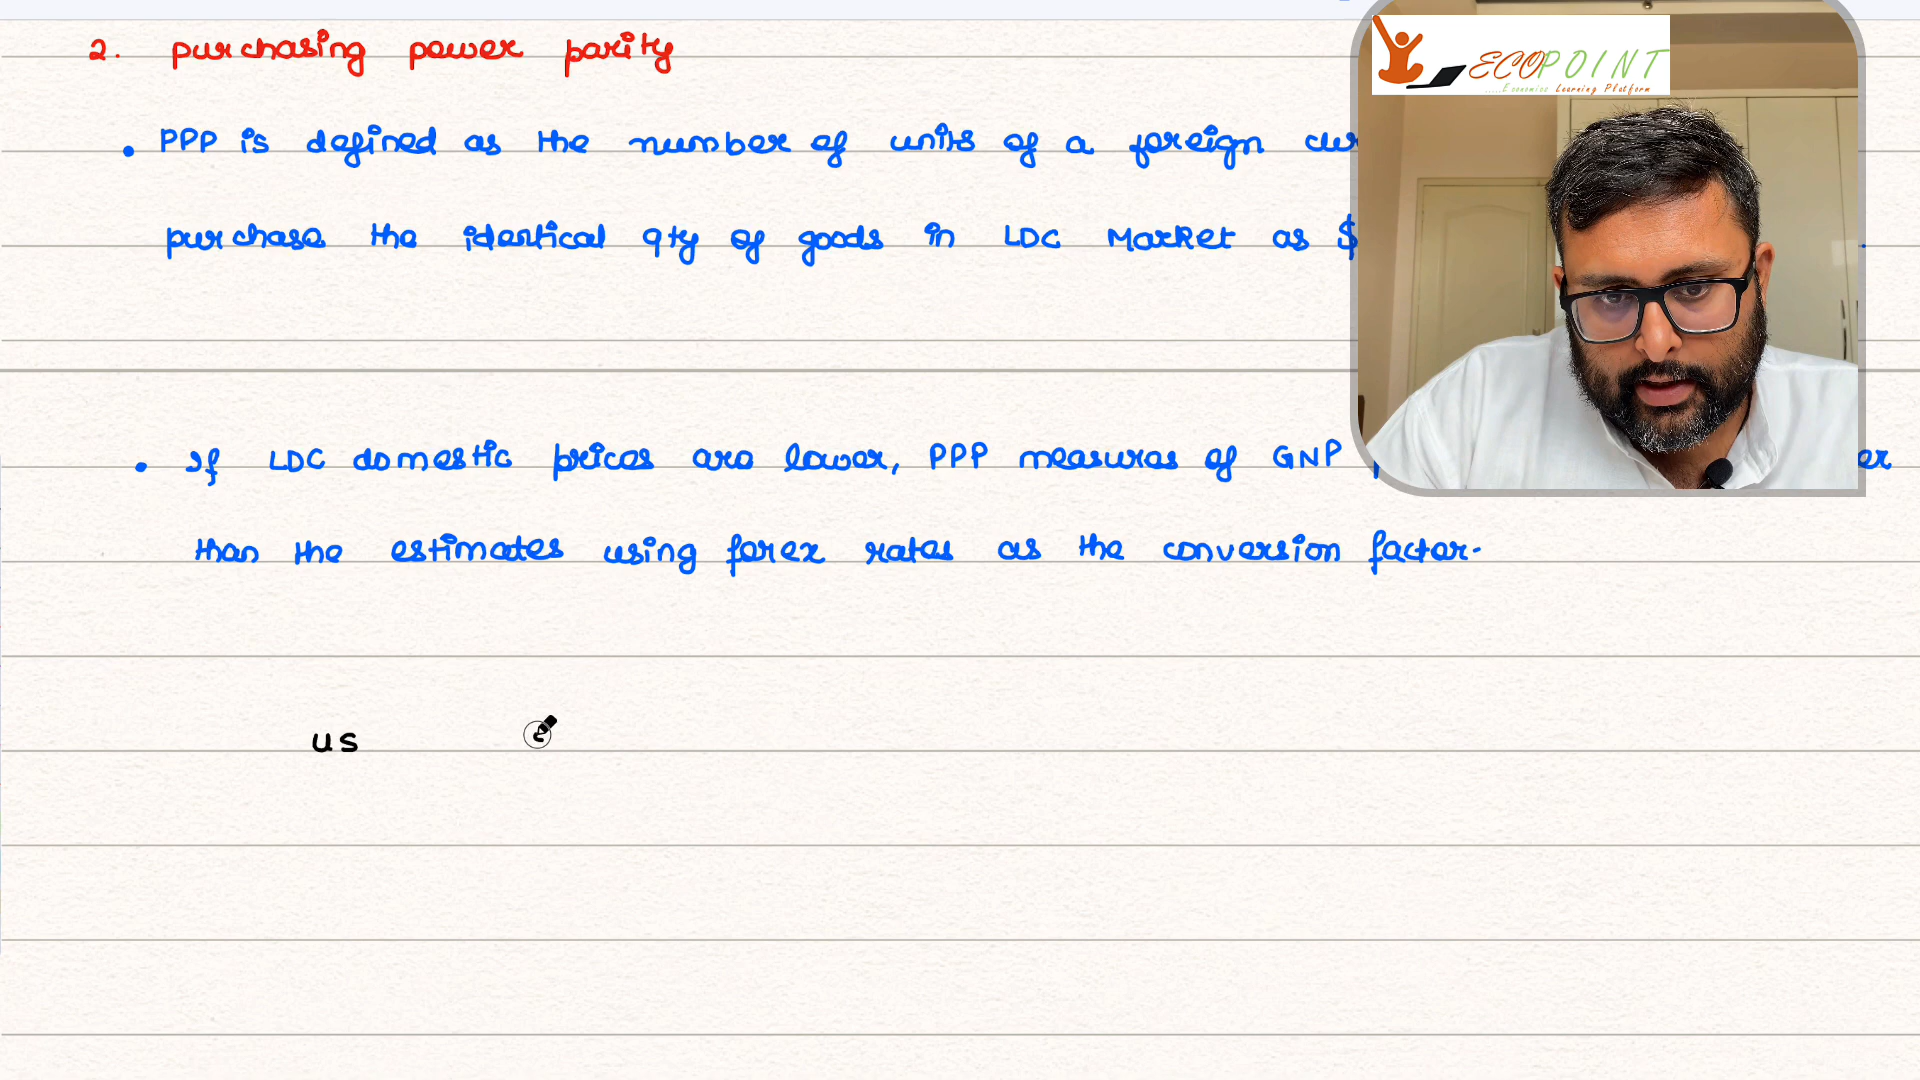 2. purchasing power parity
ECOPOINT
.....Economics Learning Platform
• PPP is defined as the number of units of a foreign cur
purchase the identical qty of goods in LDC Market as $
• If LDC domestic prices are lower, PPP measures of GNP er
than the estimates using forex rates as the conversion factor.
us